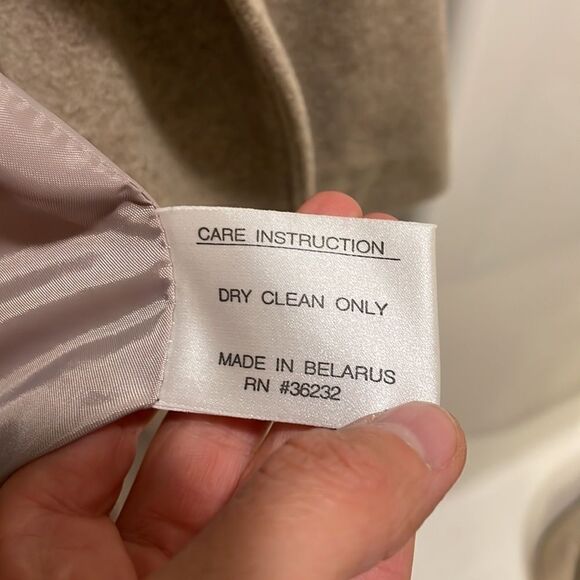 CARE INSTRUCTION
DRY CLEAN ONLY
MADE IN BELARUS
RN #36232